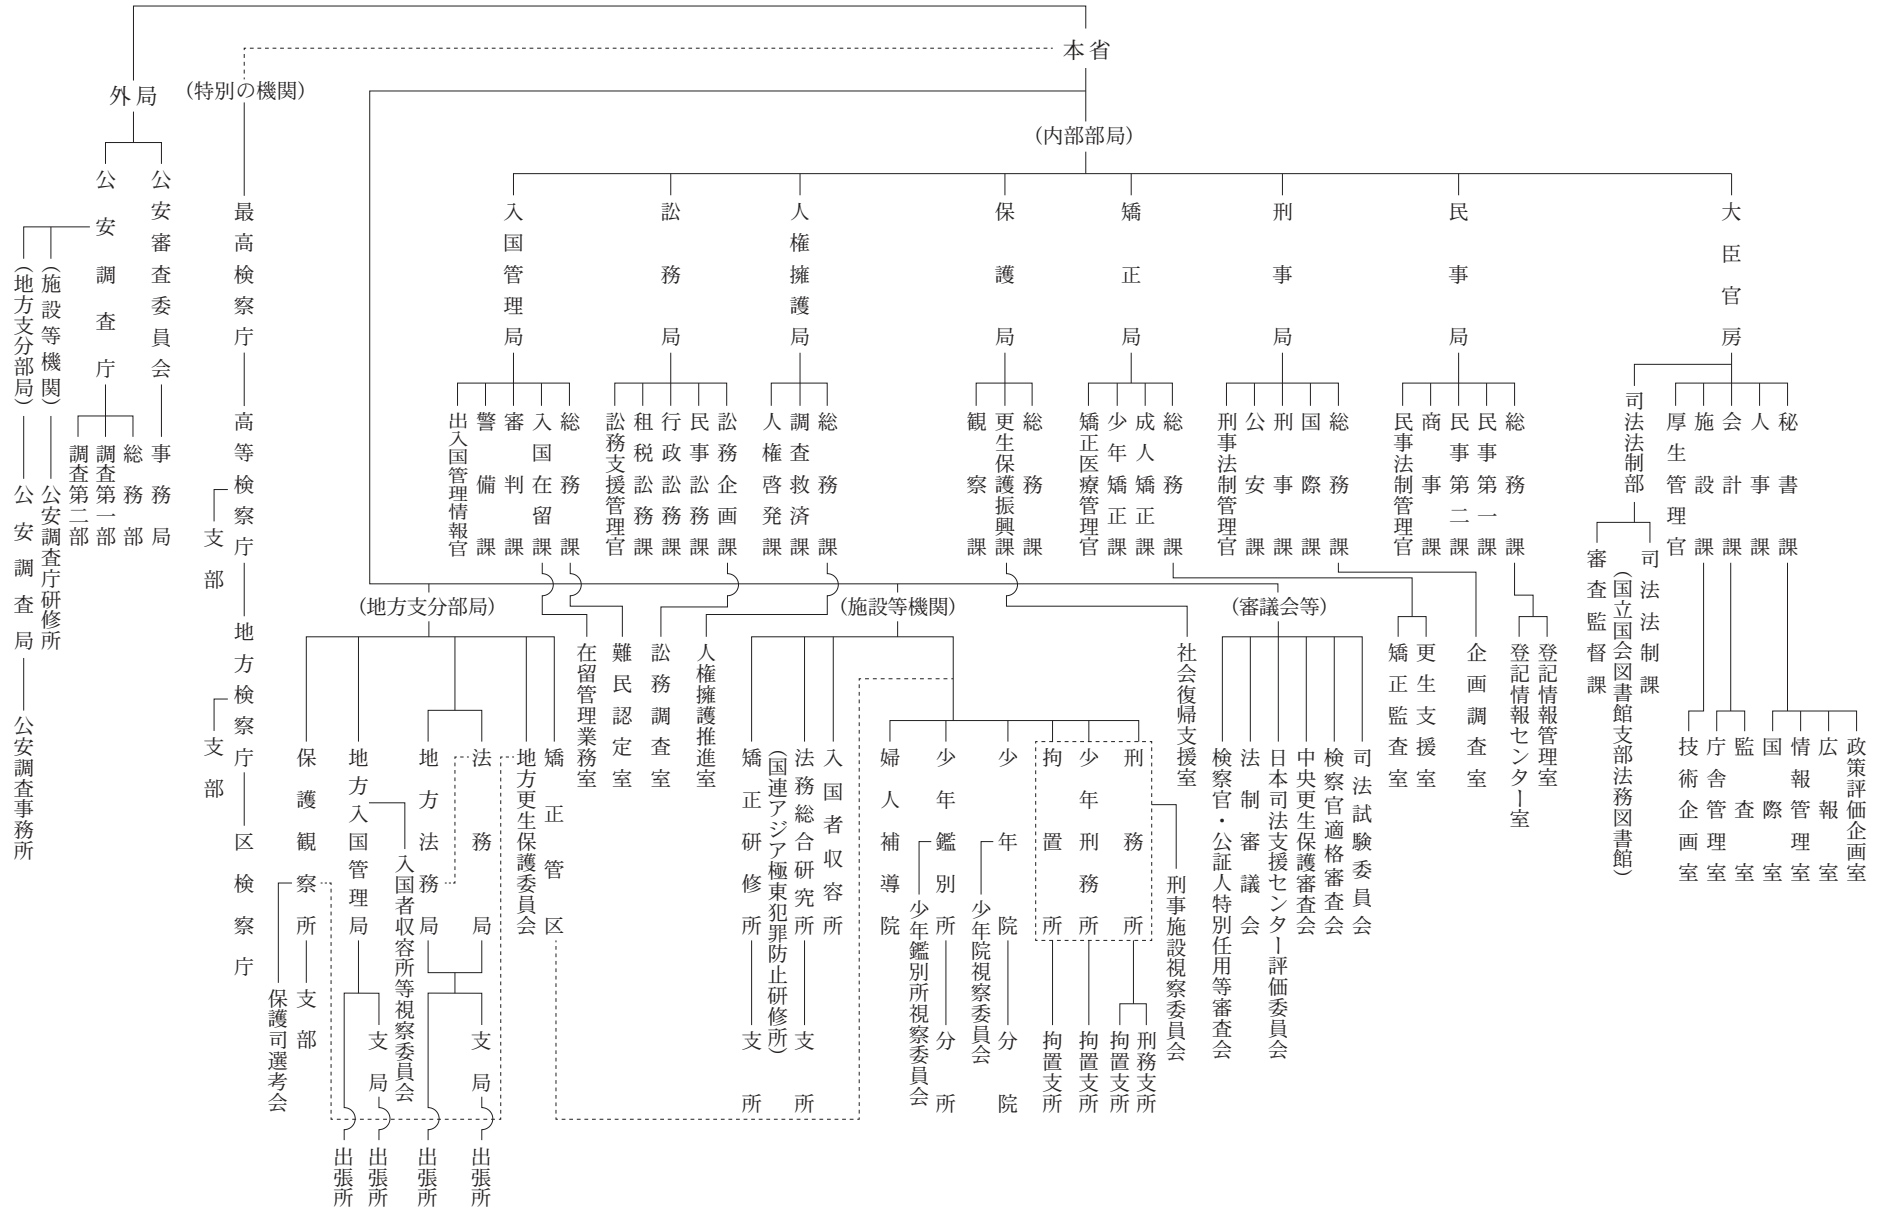 本省
(内部部局)
大臣官房
秘書課
政策評価企画室
広報室
情報管理室
国際室
人事課
会計課
監査室
庁舎管理室
施設課
技術企画室
厚生管理官
司法法制部
司法法制課
(国立国会図書館支部法務図書館)
審査監督課
民事局
総務課
登記情報管理室
登記情報センター室
民事第一課
民事第二課
商事課
民事法制管理官
刑事局
総務課
企画調査室
国際課
刑事課
公安課
刑事法制管理官
矯正局
総務課
更生支援室
矯正監査室
成人矯正課
少年矯正課
矯正医療管理官
保護局
総務課
更生保護振興課
社会復帰支援室
観察課
人権擁護局
総務課
人権擁護推進室
調査救済課
人権啓発課
訟務局
訟務企画課
訟務調査室
民事訟務課
行政訟務課
租税訟務課
訟務支援管理官
入国管理局
総務課
難民認定室
入国在留課
在留管理業務室
審判課
警備課
出入国管理情報官
(審議会等)
司法試験委員会
検察官適格審査会
中央更生保護審査会
日本司法支援センター評価委員会
法制審議会
検察官・公証人特別任用等審査会
(施設等機関)
刑務所
刑事施設視察委員会
刑務支所
拘置支所
少年刑務所
拘置支所
拘置所
拘置支所
少年院
少年院視察委員会
分院
少年鑑別所
少年鑑別所視察委員会
分所
婦人補導院
入国者収容所
法務総合研究所
(国連アジア極東犯罪防止研修所)
支所
矯正研修所
支所
(地方支分部局)
矯正管区
地方更生保護委員会
法務局
支局
出張所
地方法務局
出張所
地方入国管理局
入国者収容所等視察委員会
支局
出張所
出張所
保護観察所
支部
保護司選考会
(特別の機関)
最高検察庁
高等検察庁
支部
地方検察庁
支部
区検察庁
外局
公安審査委員会
事務局
公安調査庁
総務部
調査第一部
調査第二部
(施設等機関)
公安調査庁研修所
(地方支分部局)
公安調査局
公安調査事務所